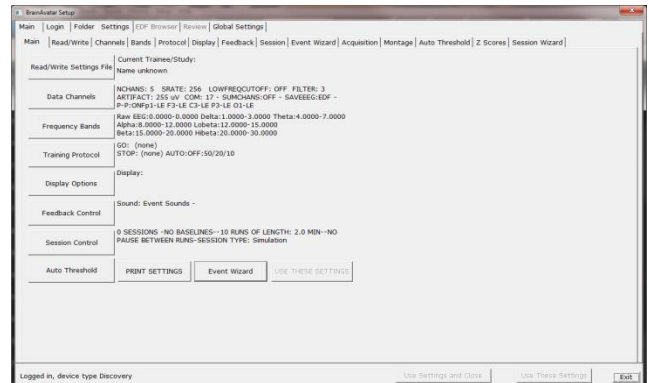 BrainAvatar Setup
Main Login Folder Settings EDF Browser Review Global Settings
Main Read/Write Channels Bands Protocol Display Feedback Session Event Wizard Acquisition Montage Auto Threshold Z Scores Session Wizard
Read/Write Settings File
Current Trainee/Study:
Name unknown
Data Channels
NCHANS: 5 SRATE: 256 LOWFREQCUTOFF: OFF FILTER: 3
ARTIFACT: 255 uV COM: 17 - SUMCHANS:OFF - SAVEEEG:EDF -
P-P:ONFp1-LE F3-LE C3-LE P3-LE O1-LE
Frequency Bands
Raw EEG:0.0000-0.0000 Delta:1.0000-3.0000 Theta:4.0000-7.0000
Alpha:8.0000-12.0000 Lobeta:12.0000-15.0000
Beta:15.0000-20.0000 Hibeta:20.0000-30.0000
Training Protocol
GO: (none)
STOP: (none) AUTO:OFF:50/20/10
Display Options
Display:
Feedback Control
Sound: Event Sounds -
Session Control
0 SESSIONS -NO BASELINES--10 RUNS OF LENGTH: 2.0 MIN--NO
PAUSE BETWEEN RUNS-SESSION TYPE: Simulation
Auto Threshold
PRINT SETTINGS
Event Wizard
USE THESE SETTINGS
Logged in, device type Discovery
Use Settings and Close
Use These Settings
Exit